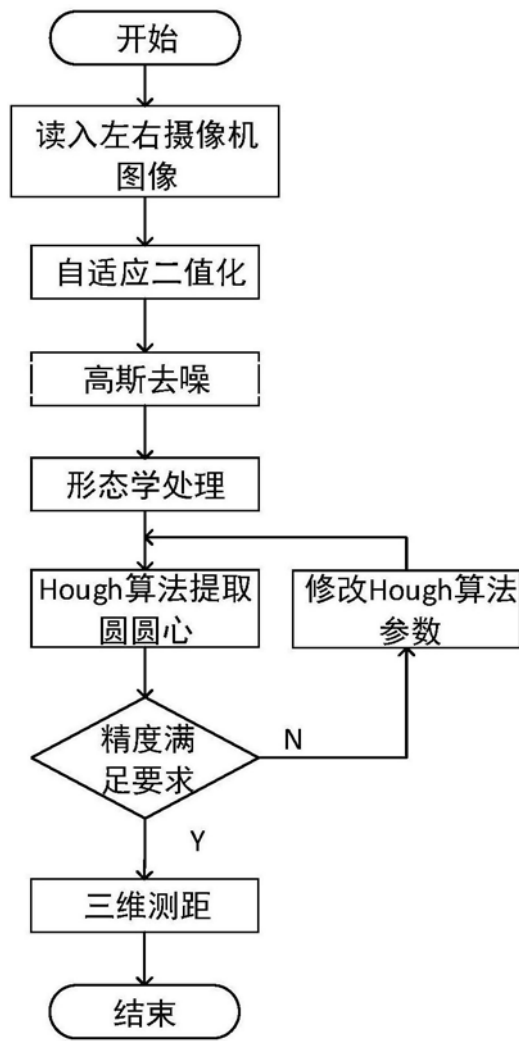 开始
读入左右摄像机
图像
自适应二值化
高斯去噪
形态学处理
Hough算法提取
圆圆心
修改Hough算法
参数
精度满
足要求
N
Y
三维测距
结束